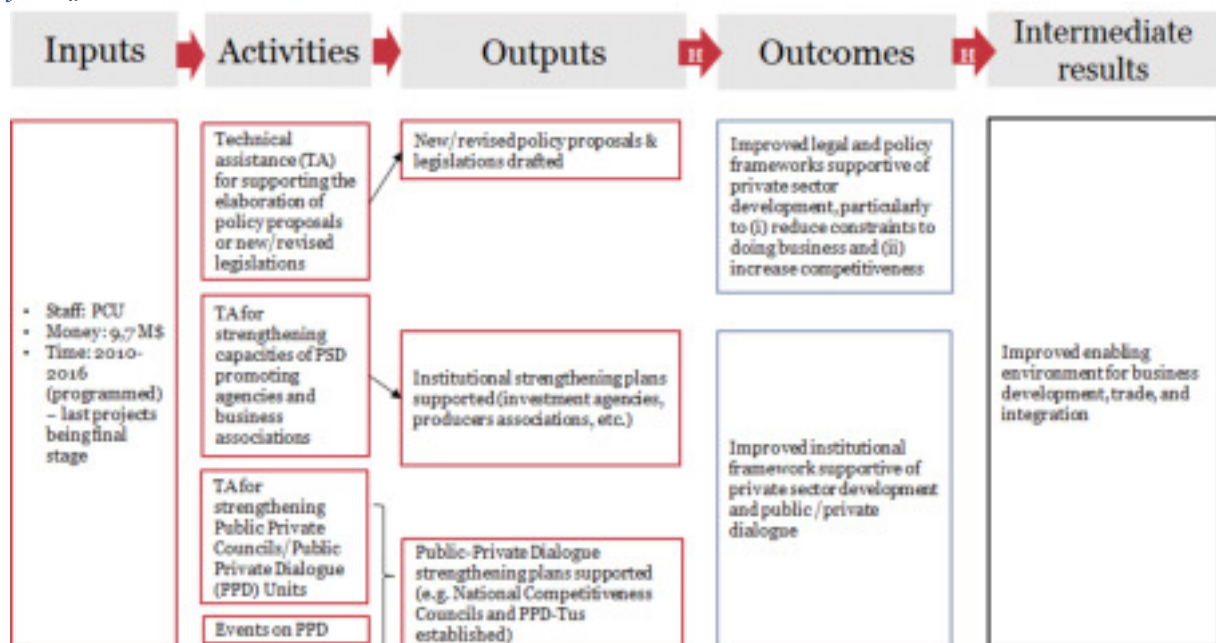 Inputs
Activities
Outputs
H
Outcomes
H
Intermediate
results
• Staff: PCU
• Money: 9,7 M$
• Time: 2010-
2016
(programmed)
– last projects
being final
stage
Technical
assistance (TA)
for supporting the
elaboration of
policy proposals
or new/revised
legislations
TA for
strengthening
capacities of PSD
promoting
agencies and
business
associations
TA for
strengthening
Public Private
Councils/Public
Private Dialogue
(PPD) Units
Events on PPD
New/revised policy proposals &
legislations drafted
Institutional strengthening plans
supported (investment agencies,
producers associations, etc.)
Public-Private Dialogue
strengthening plans supported
(e.g. National Competitiveness
Councils and PPD-Tus
established)
Improved legal and policy
frameworks supportive of
private sector
development, particularly
to (i) reduce constraints to
doing business and (ii)
increase competitiveness
Improved institutional
framework supportive of
private sector development
and public /private
dialogue
Improved enabling
environment for business
development, trade, and
integration